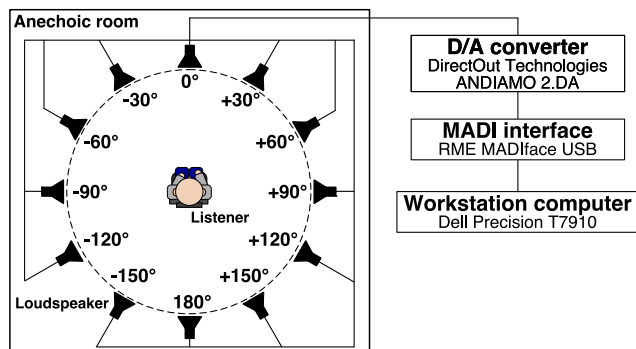 Anechoic room
0°
-30°
+30°
-60°
+60°
-90°
+90°
Listener
-120°
+120°
-150°
+150°
Loudspeaker
180°
D/A converter
DirectOut Technologies
ANDIAMO 2.DA
MADI interface
RME MADIface USB
Workstation computer
Dell Precision T7910